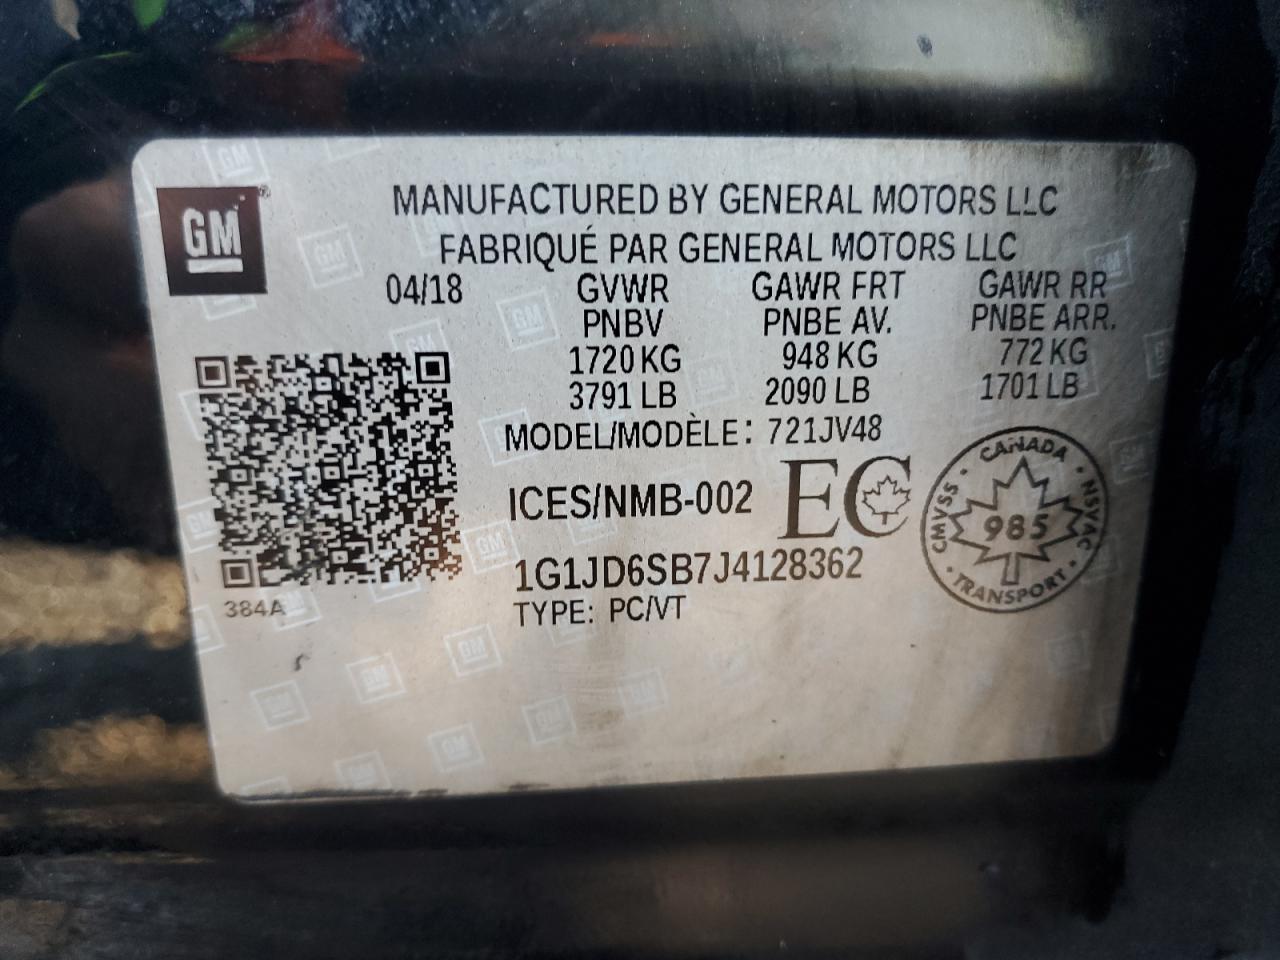 GM®
MANUFACTURED BY GENERAL MOTORS LLC
FABRIQUÉ PAR GENERAL MOTORS LLC
04/18 GVWR GAWR FRT GAWR RR
PNBV PNBE AV. PNBE ARR.
1720 KG 948 KG 772 KG
3791 LB 2090 LB 1701 LB
MODEL/MODÈLE: 721JV48
ICES/NMB-002 EC
CANADA
CMVSS NSVAC
985
TRANSPORT
1G1JD6SB7J4128362
384A
TYPE: PC/VT